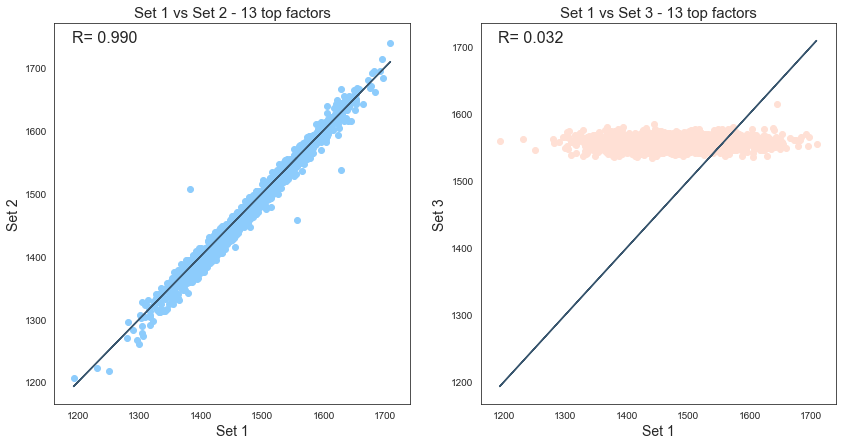 Set 1 vs Set 2 - 13 top factors
R= 0.990
1700
1600
1500
1400
1300
1200
Set 2
1200 1300 1400 1500 1600 1700
Set 1
Set 1 vs Set 3 - 13 top factors
R= 0.032
1700
1600
1500
1400
1300
1200
Set 3
1200 1300 1400 1500 1600 1700
Set 1